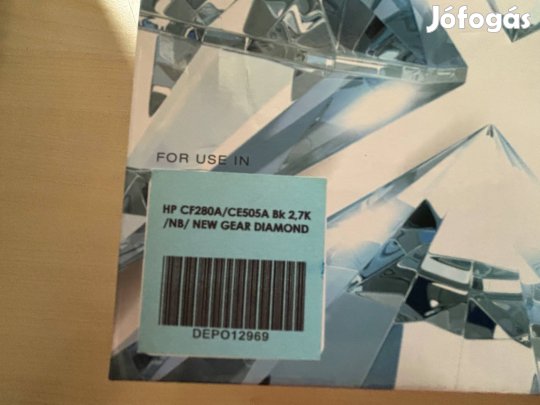 Jófogás
FOR USE IN
HP CF280A/CE505A Bk 2,7K
/NB/ NEW GEAR DIAMOND
DEPO12969